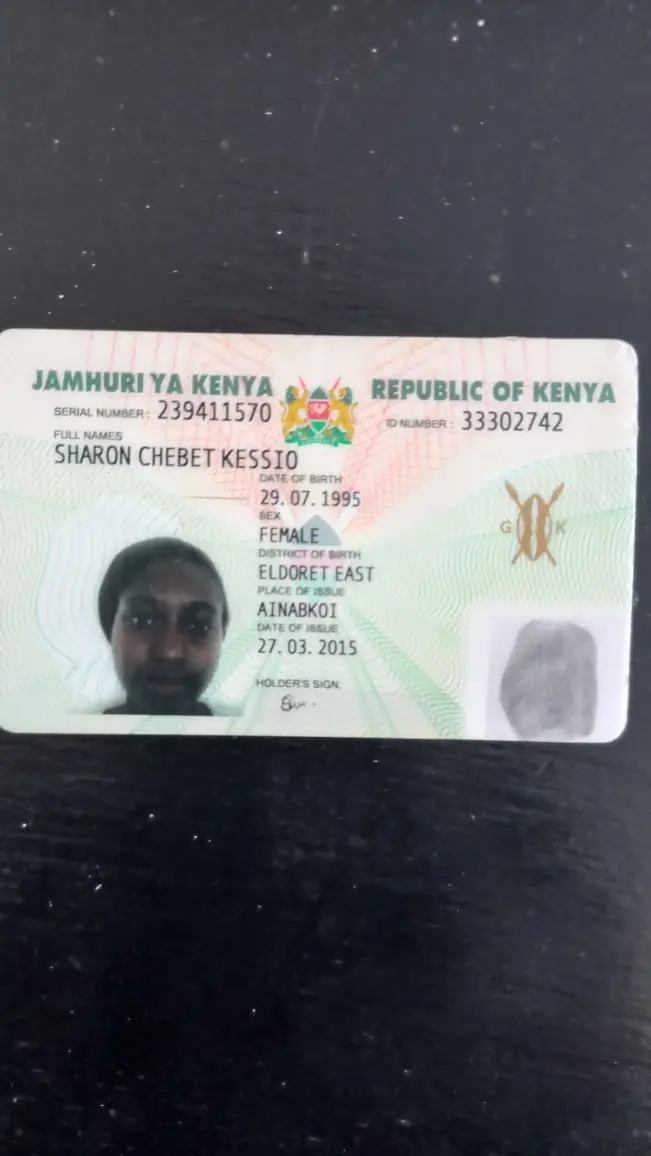 JAMHURI YA KENYA
REPUBLIC OF KENYA
SERIAL NUMBER: 239411570
ID NUMBER: 33302742
FULL NAMES
SHARON CHEBET KESSIO
DATE OF BIRTH
29.07.1995
SEX
FEMALE
DISTRICT OF BIRTH
ELDORET EAST
PLACE OF ISSUE
AINABKOI
DATE OF ISSUE
27.03.2015
HOLDER'S SIGN.
G K